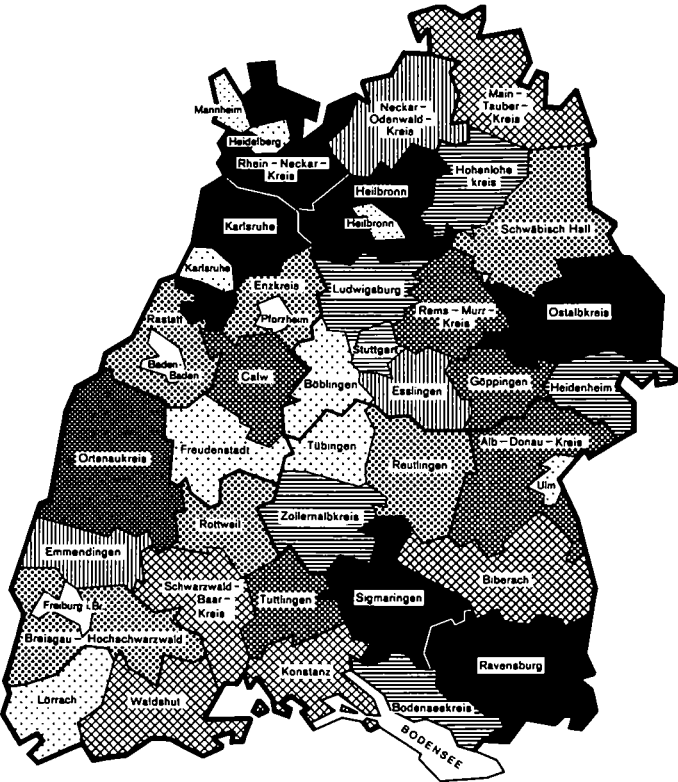 Main –
Tauber –
Kreis
Neckar –
Odenwald –
Kreis
Mannheim
Heidelberg
Rhein – Neckar –
Kreis
Hohenlohe
kreis
Heilbronn
Heilbronn
Karlsruhe
Schwäbisch Hall
Karlsruhe
Enzkreis
Ludwigsburg
Rems – Murr –
Kreis
Ostalbkreis
Rastatt
Pforzheim
Stuttgart
Baden-
Baden
Calw
Böblingen
Esslingen
Göppingen
Heidenheim
Ortenaukreis
Freudenstadt
Tübingen
Reutlingen
Alb – Donau – Kreis
Ulm
Rottweil
Zollernalbkreis
Emmendingen
Schwarzwald –
Baar –
Kreis
Tuttlingen
Sigmaringen
Biberach
Freiburg i.Br.
Breisgau – Hochschwarzwald
Konstanz
Ravensburg
Lörrach
Waldshut
Bodenseekreis
BODENSEE